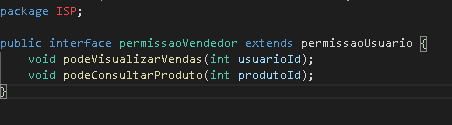 package ISP;
public interface permissaoVendedor extends permissaoUsuario {
void podeVisualizarVendas(int usuarioId);
void podeConsultarProduto(int produtoId);
}